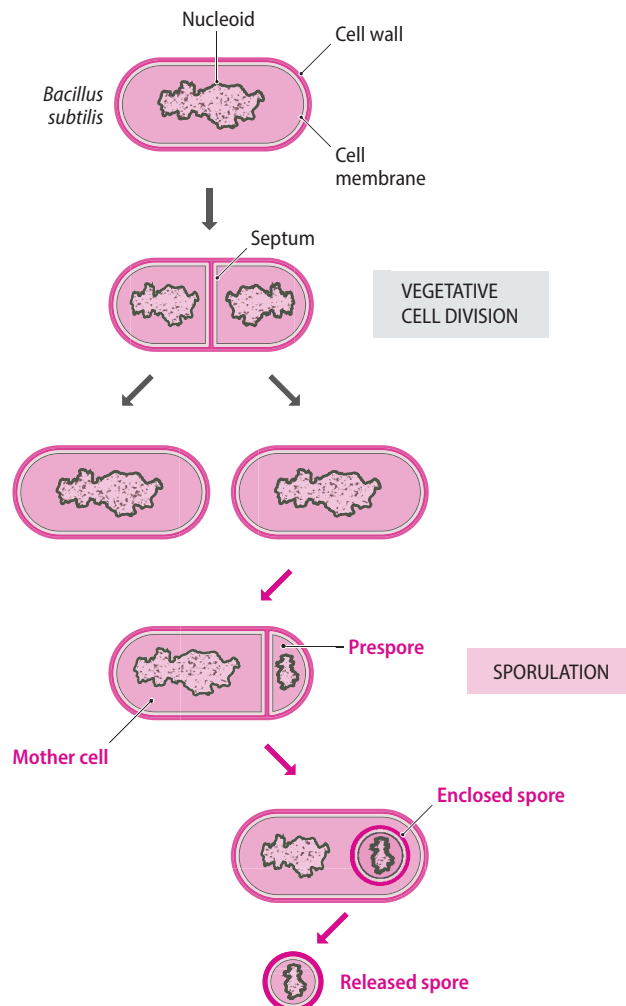 Nucleoid
Cell wall
Bacillus
subtilis
Cell
membrane
Septum
VEGETATIVE
CELL DIVISION
Prespore
SPORULATION
Mother cell
Enclosed spore
Released spore